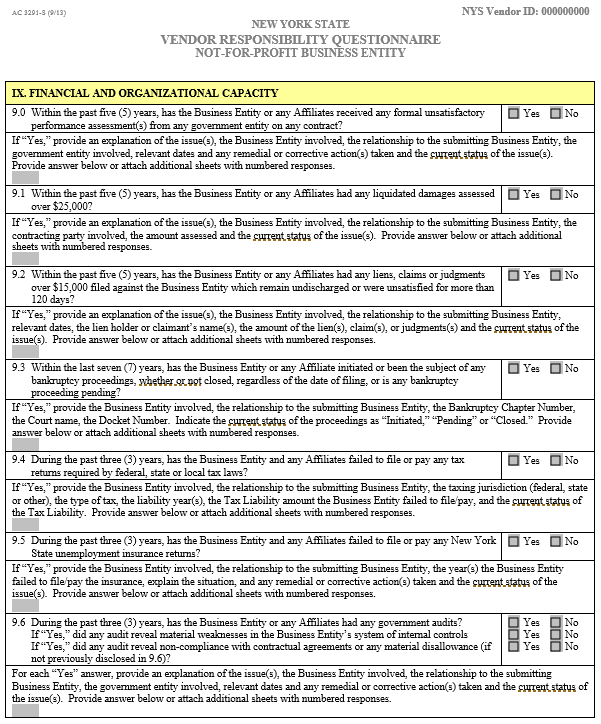 AC 3291-S (9/13)
NYS Vendor ID: 000000000
NEW YORK STATE
VENDOR RESPONSIBILITY QUESTIONNAIRE
NOT-FOR-PROFIT BUSINESS ENTITY
IX. FINANCIAL AND ORGANIZATIONAL CAPACITY
9.0 Within the past five (5) years, has the Business Entity or any Affiliates received any formal unsatisfactory
performance assessment(s) from any government entity on any contract?
Yes No
If “Yes,” provide an explanation of the issue(s), the Business Entity involved, the relationship to the submitting Business Entity, the
government entity involved, relevant dates and any remedial or corrective action(s) taken and the current status of the issue(s).
Provide answer below or attach additional sheets with numbered responses.
9.1 Within the past five (5) years, has the Business Entity or any Affiliates had any liquidated damages assessed
over $25,000?
Yes No
If “Yes,” provide an explanation of the issue(s), the Business Entity involved, the relationship to the submitting Business Entity, the
contracting party involved, the amount assessed and the current status of the issue(s). Provide answer below or attach additional
sheets with numbered responses.
9.2 Within the past five (5) years, has the Business Entity or any Affiliates had any liens, claims or judgments
over $15,000 filed against the Business Entity which remain undischarged or were unsatisfied for more than
120 days?
Yes No
If “Yes,” provide an explanation of the issue(s), the Business Entity involved, the relationship to the submitting Business Entity,
relevant dates, the lien holder or claimant’s name(s), the amount of the lien(s), claim(s), or judgments(s) and the current status of the
issue(s). Provide answer below or attach additional sheets with numbered responses.
9.3 Within the last seven (7) years, has the Business Entity or any Affiliate initiated or been the subject of any
bankruptcy proceedings, whether or not closed, regardless of the date of filing, or is any bankruptcy
proceeding pending?
Yes No
If “Yes,” provide the Business Entity involved, the relationship to the submitting Business Entity, the Bankruptcy Chapter Number,
the Court name, the Docket Number. Indicate the current status of the proceedings as “Initiated,” “Pending” or “Closed.” Provide
answer below or attach additional sheets with numbered responses.
9.4 During the past three (3) years, has the Business Entity and any Affiliates failed to file or pay any tax
returns required by federal, state or local tax laws?
Yes No
If “Yes,” provide the Business Entity involved, the relationship to the submitting Business Entity, the taxing jurisdiction (federal, state
or other), the type of tax, the liability year(s), the Tax Liability amount the Business Entity failed to file/pay, and the current status of
the Tax Liability. Provide answer below or attach additional sheets with numbered responses.
9.5 During the past three (3) years, has the Business Entity and any Affiliates failed to file or pay any New York
State unemployment insurance returns?
Yes No
If “Yes,” provide the Business Entity involved, the relationship to the submitting Business Entity, the year(s) the Business Entity
failed to file/pay the insurance, explain the situation, and any remedial or corrective action(s) taken and the current status of the
issue(s). Provide answer below or attach additional sheets with numbered responses.
9.6 During the past three (3) years, has the Business Entity or any Affiliates had any government audits?
Yes No
If “Yes,” did any audit reveal material weaknesses in the Business Entity’s system of internal controls
Yes No
If “Yes,” did any audit reveal non-compliance with contractual agreements or any material disallowance (if
not previously disclosed in 9.6)?
Yes No
For each “Yes” answer, provide an explanation of the issue(s), the Business Entity involved, the relationship to the submitting
Business Entity, the government entity involved, relevant dates and any remedial or corrective action(s) taken and the current status of
the issue(s). Provide answer below or attach additional sheets with numbered responses.